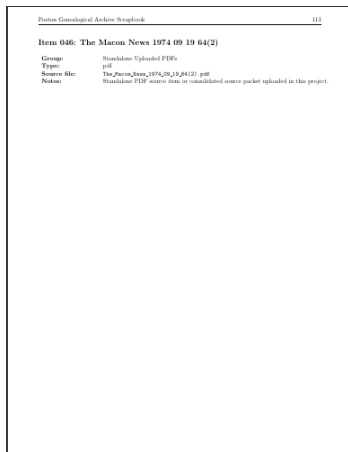 Poston Genealogical Archive Scrapbook 113
Item 046: The Macon News 1974 09 19 64(2)
Group: Standalone Uploaded PDFs
Type: pdf
Source file: The_Macon_News_1974_09_19_64(2).pdf
Notes: Standalone PDF source item or consolidated source packet uploaded in this project.